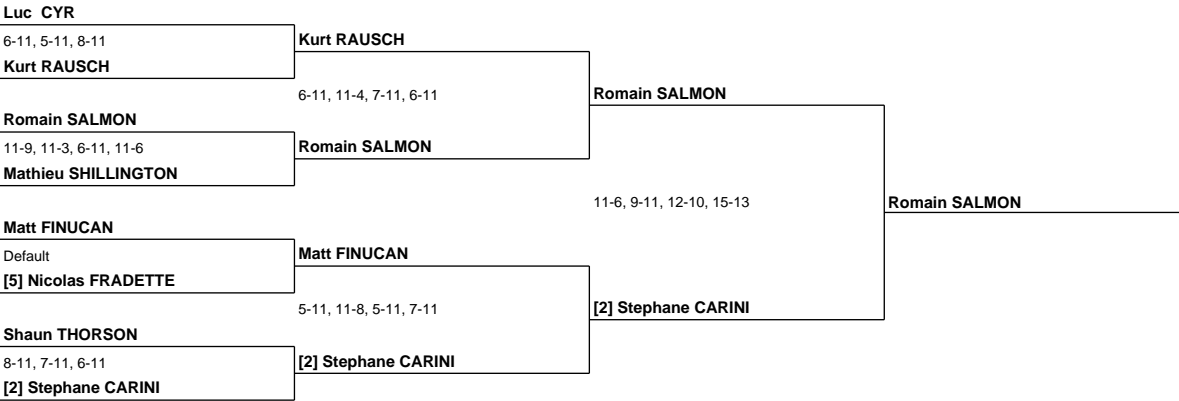 Luc CYR
6-11, 5-11, 8-11
Kurt RAUSCH
Kurt RAUSCH
6-11, 11-4, 7-11, 6-11
Romain SALMON
Romain SALMON
11-9, 11-3, 6-11, 11-6
Romain SALMON
Mathieu SHILLINGTON
11-6, 9-11, 12-10, 15-13
Romain SALMON
Matt FINUCAN
Default
Matt FINUCAN
[5] Nicolas FRADETTE
5-11, 11-8, 5-11, 7-11
[2] Stephane CARINI
Shaun THORSON
8-11, 7-11, 6-11
[2] Stephane CARINI
[2] Stephane CARINI